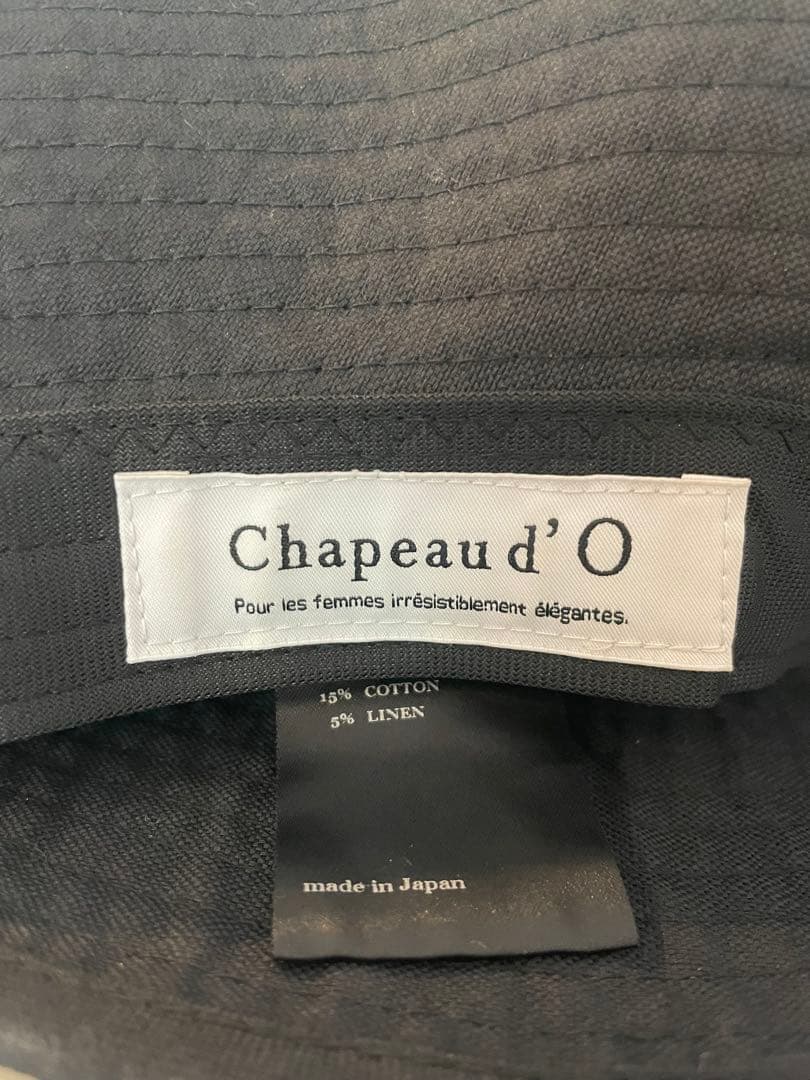 Chapeau d'O
Pour les femmes irrésistiblement élégantes.
15% COTTON
5% LINEN
made in Japan